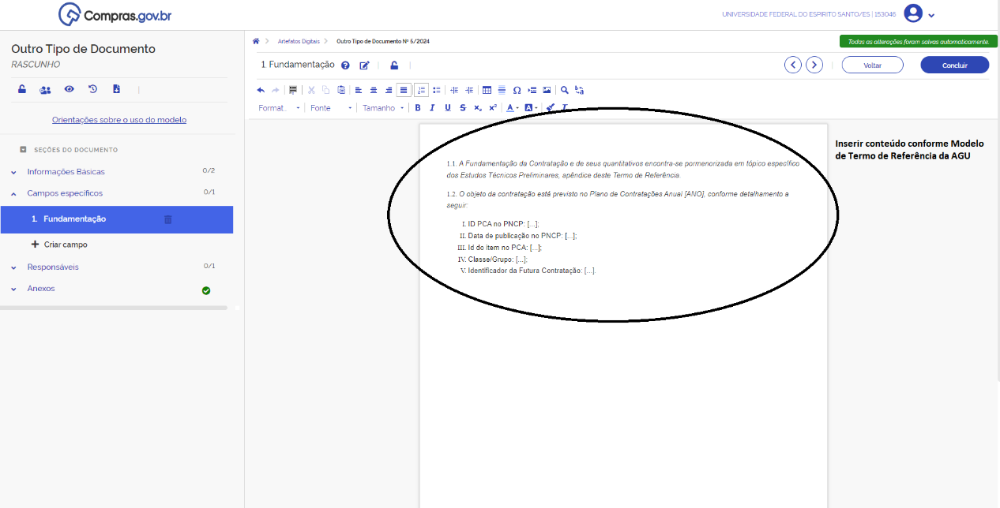 Compras.gov.br
UNIVERSIDADE FEDERAL DO ESPIRITO SANTO/ES | 153046
Outro Tipo de Documento
RASCUNHO
Orientações sobre o uso do modelo
SEÇÕES DO DOCUMENTO
Informações Básicas 0/2
Campos específicos 0/1
1. Fundamentação
Criar campo
Responsáveis 0/1
Anexos
Artefatos Digitais Outro Tipo de Documento Nº 5/2024
Todas as alterações foram salvas automaticamente.
1. Fundamentação
Voltar
Concluir
Format... Fonte Tamanho B I U S x₂ x² A A
1.1. A Fundamentação da Contratação e de seus quantitativos encontra-se pormenorizada em tópico específico
dos Estudos Técnicos Preliminares, apêndice deste Termo de Referência.
1.2. O objeto da contratação está previsto no Plano de Contratações Anual [ANO], conforme detalhamento a
seguir:
I. ID PCA no PNCP: [...];
II. Data de publicação no PNCP: [...];
III. Id do item no PCA: [...];
IV. Classe/Grupo: [...];
V. Identificador da Futura Contratação: [...].
Inserir conteúdo conforme Modelo
de Termo de Referência da AGU